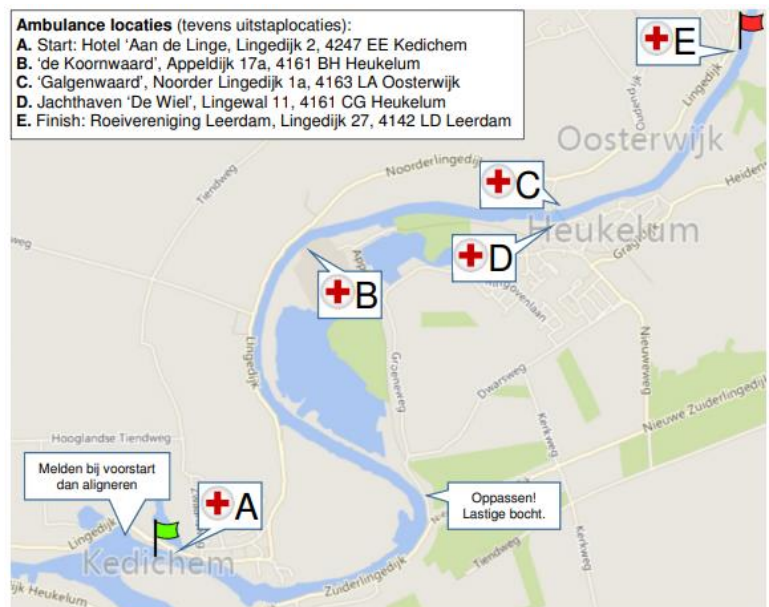 Ambulance locaties (tevens uitstaplocaties):
A. Start: Hotel 'Aan de Linge, Lingedijk 2, 4247 EE Kedichem
B. 'de Koornwaard', Appeldijk 17a, 4161 BH Heukelum
C. 'Galgenwaard', Noorder Lingedijk 1a, 4163 LA Oosterwijk
D. Jachthaven 'De Wiel', Lingewal 11, 4161 CG Heukelum
E. Finish: Roeivereniging Leerdam, Lingedijk 27, 4142 LD Leerdam
E
Lingedijk
Oudendijk
Oosterwijk
Noorderlingedijk
Tiendweg
C
Heukelum
D
Graaf
B
Lingedijk
Groeneweg
Dwarsweg
Kerkweg
Nieuweweg
Nieuwe Zuiderlingedijk
Hooglandse Tiendweg
Melden bij voorstart
dan aligneren
A
Oppassen!
Lastige bocht.
Lingedijk
Kedichem
Tiendweg
Kerkweg
Zuiderlingedijk
Heukelum